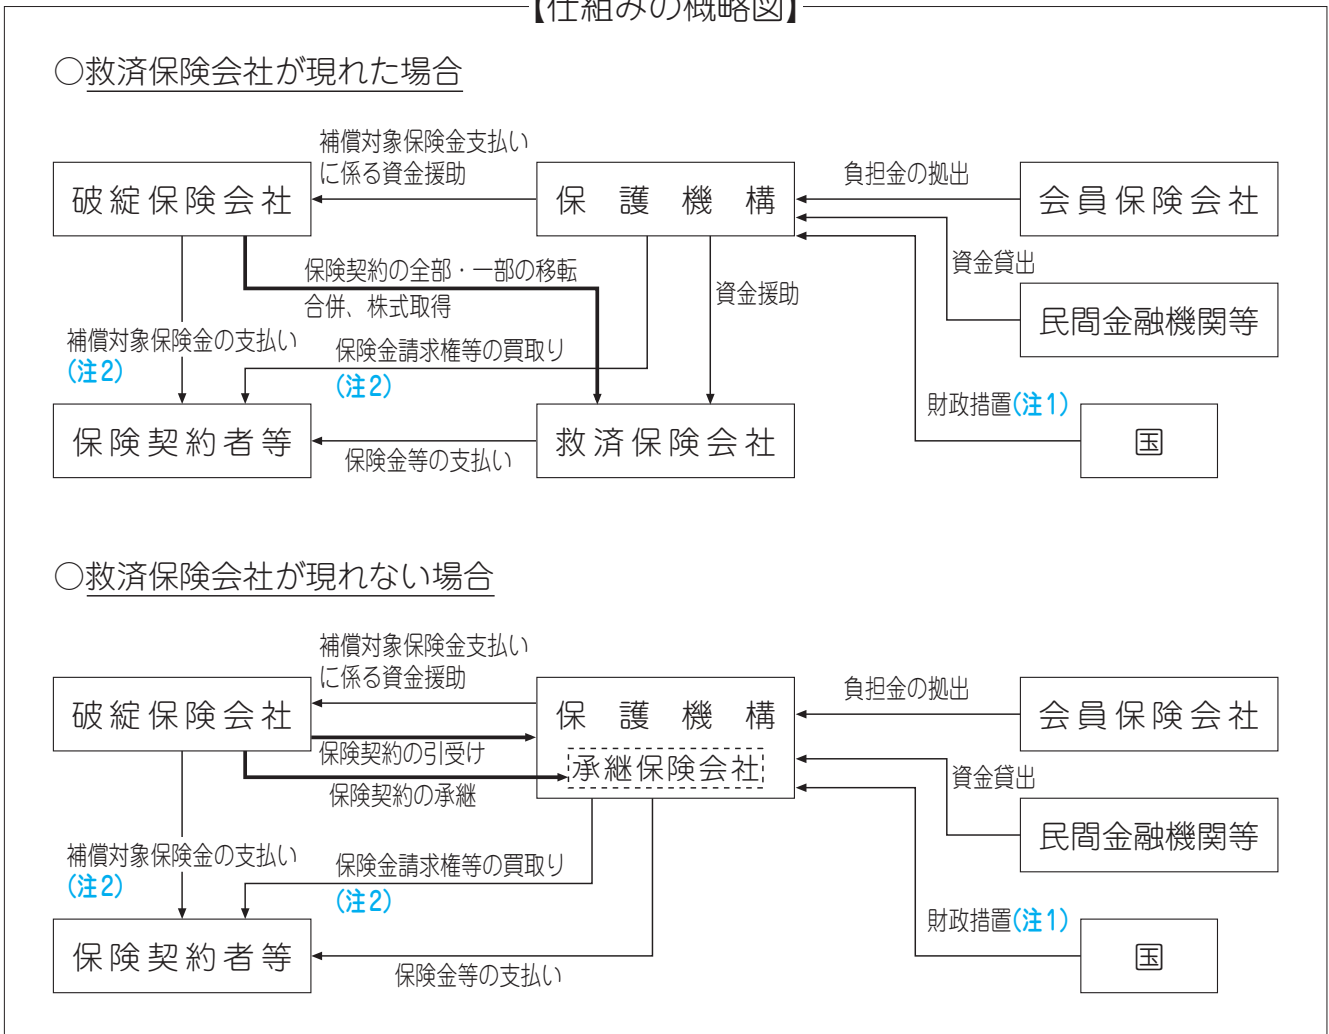 【仕組みの概略図】
○救済保険会社が現れた場合
補償対象保険金支払い
に係る資金援助
負担金の拠出
破綻保険会社
保護機構
会員保険会社
資金貸出
保険契約の全部・一部の移転
合併、株式取得
資金援助
民間金融機関等
補償対象保険金の支払い
(注2)
保険金請求権等の買取り
(注2)
財政措置(注1)
保険契約者等
救済保険会社
国
保険金等の支払い
○救済保険会社が現れない場合
補償対象保険金支払い
に係る資金援助
負担金の拠出
破綻保険会社
保護機構
会員保険会社
保険契約の引受け
承継保険会社
資金貸出
保険契約の承継
民間金融機関等
補償対象保険金の支払い
(注2)
保険金請求権等の買取り
(注2)
財政措置(注1)
保険契約者等
国
保険金等の支払い